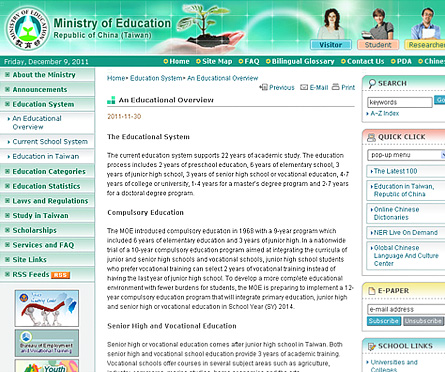 Ministry of Education
Republic of China (Taiwan)
Visitor
Student
Researcher
Friday, December 9, 2011
Home
Site Map
FAQ
Bilingual Glossary
Contact Us
PDA
Chine
About the Ministry
Announcements
Education System
An Educational
Overview
Current School System
Education in Taiwan
Education Categories
Education Statistics
Laws and Regulations
Study in Taiwan
Scholarships
Services and FAQ
Site Links
RSS Feeds RSS
Bureau of Employment
and Vocational Training
Youth
Home> Education System> An Educational Overview
Previous
E-Mail
Print
An Educational Overview
2011-11-30
The Educational System
The current education system supports 22 years of academic study. The education
process includes 2 years of preschool education, 6 years of elementary school, 3
years of junior high school, 3 years of senior high school or vocational education, 4-7
years of college or university, 1-4 years for a master's degree program and 2-7 years
for a doctoral degree program.
Compulsory Education
The MOE introduced compulsory education in 1968 with a 9-year program which
included 6 years of elementary education and 3 years of junior high. In a nationwide
trial of a 10-year compulsory education program aimed at integrating the curricula of
junior and senior high schools and vocational schools, junior high school students
who prefer vocational training can select 2 years of vocational training instead of
having the last year of junior high school. To develop a more complete educational
environment with fewer burdens for students, the MOE is preparing to implement a 12-
year compulsory education program that will integrate primary education, junior high
and senior high or vocational education in School Year (SY) 2014.
Senior High and Vocational Education
Senior high or vocational education comes after junior high school in Taiwan. Both
senior high and vocational school education provide 3 years of academic training.
Vocational schools offer courses in several subject areas such as agriculture,
SEARCH
keywords
Go
A-Z Index
QUICK CLICK
pop-up menu
The Latest 100
Education in Taiwan,
Republic of China
Online Chinese
Dictionaries
NER Live On Demand
Global Chinese
Language And Culture
Center
E-PAPER
e-mail address
Subscribe
Unsubscribe
SCHOOL LINKS
Universities and
Colleges